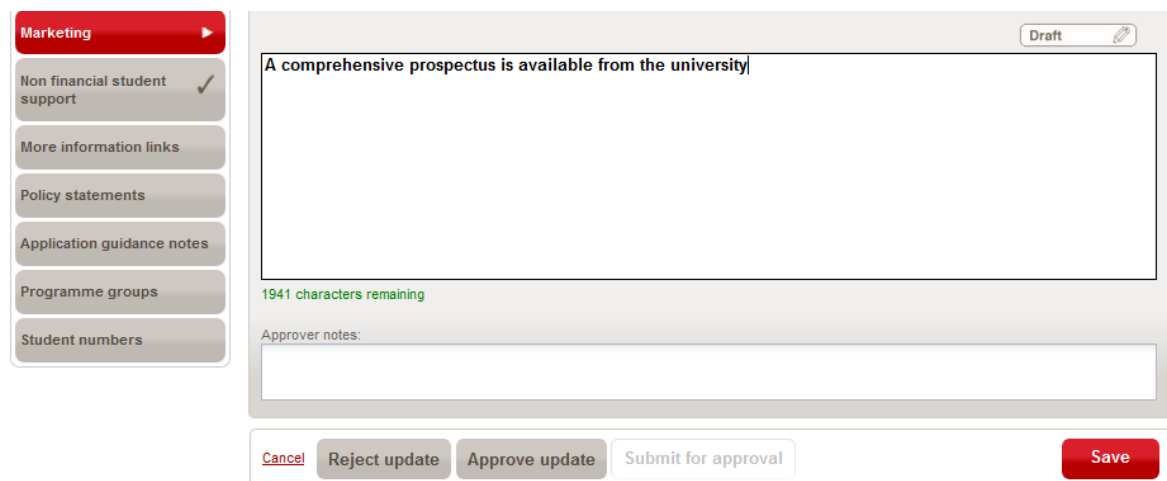 Marketing
Non financial student
support
More information links
Policy statements
Application guidance notes
Programme groups
Student numbers
Draft
A comprehensive prospectus is available from the university
1941 characters remaining
Approver notes:
Cancel
Reject update
Approve update
Submit for approval
Save